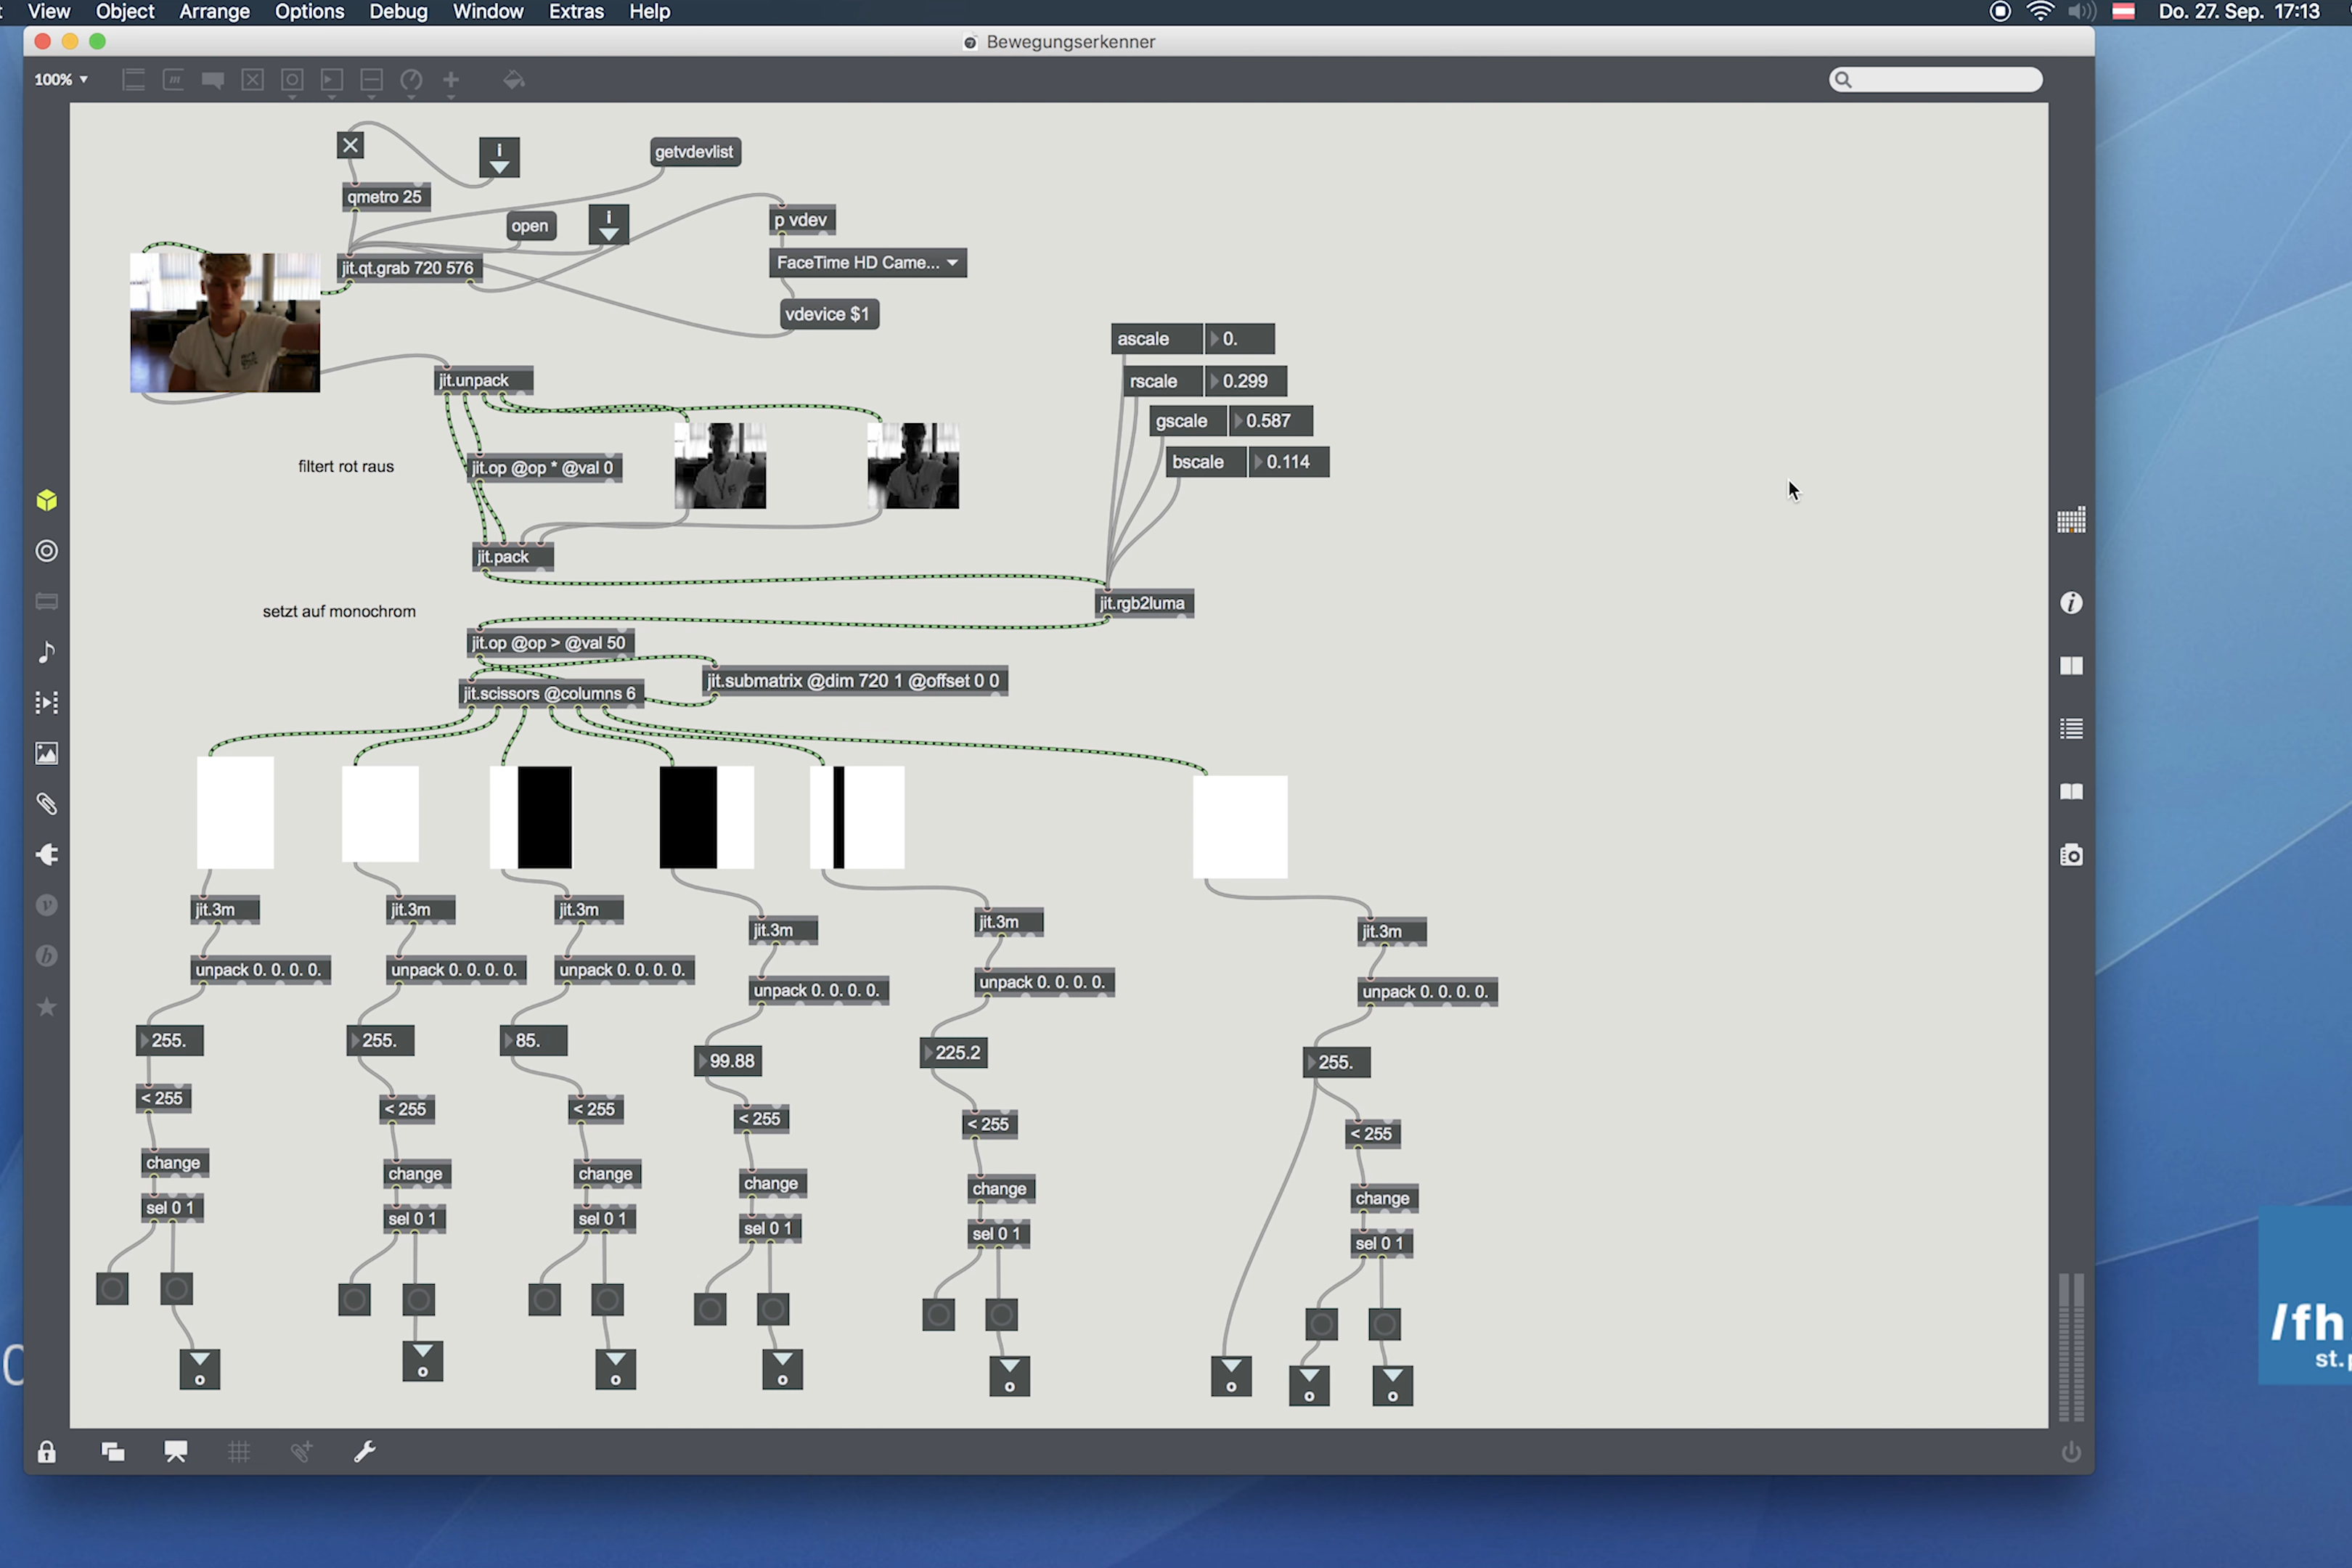 View Object Arrange Options Debug Window Extras Help
Do. 27. Sep. 17:13
Bewegungserkenner
100%
i
getvdevlist
qmetro 25
open
i
p vdev
jit.qt.grab 720 576
FaceTime HD Came...
vdevice $1
ascale 0.
jit.unpack
rscale 0.299
gscale 0.587
bscale 0.114
filtert rot raus
jit.op @op * @val 0
jit.pack
jit.rgb2luma
setzt auf monochrom
jit.op @op > @val 50
jit.submatrix @dim 720 1 @offset 0 0
jit.scissors @columns 6
jit.3m jit.3m jit.3m jit.3m jit.3m jit.3m
unpack 0. 0. 0. 0. unpack 0. 0. 0. 0. unpack 0. 0. 0. 0. unpack 0. 0. 0. 0. unpack 0. 0. 0. 0. unpack 0. 0. 0. 0.
255. 255. 85. 99.88 225.2 255.
< 255 < 255 < 255 < 255 < 255 < 255
change change change change change change
sel 0 1 sel 0 1 sel 0 1 sel 0 1 sel 0 1 sel 0 1
o o o o o o o o
/fh
st.p